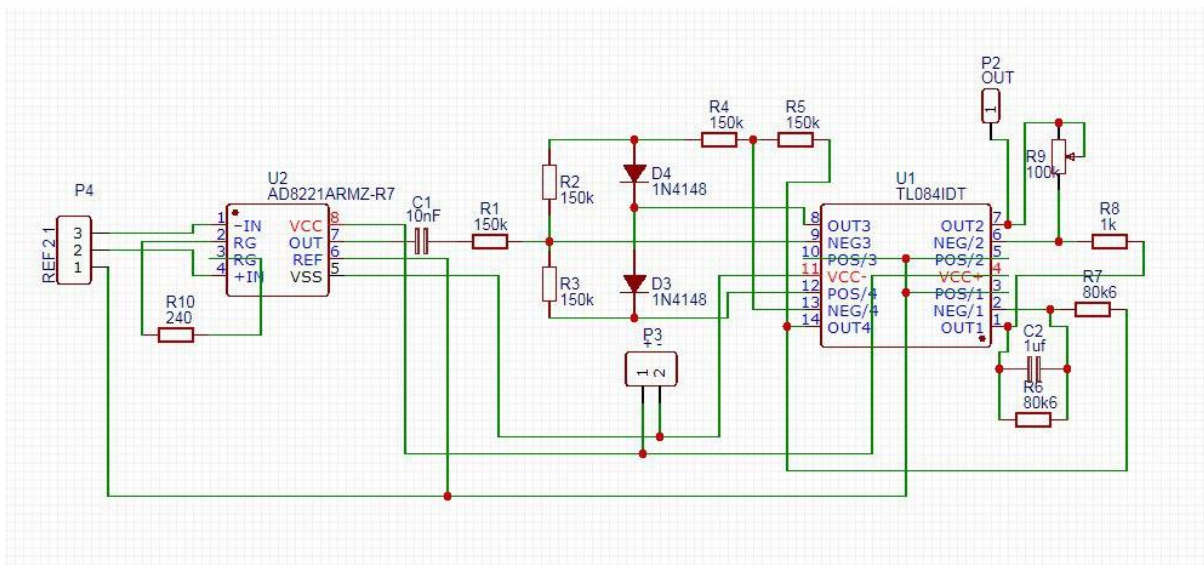 P4
REF2 1
3
2
1
U2
AD8221ARMZ-R7
1
2
3
4
-IN
RG
RG
+IN
VCC
OUT
REF
VSS
8
7
6
5
R10
240
C1
10nF
R1
150k
R2
150k
R3
150k
D4
1N4148
D3
1N4148
R4
150k
R5
150k
P3
+ -
1
2
U1
TL084IDT
8
9
10
11
12
13
14
OUT3
NEG3
POS/3
VCC-
POS/4
NEG/4
OUT4
OUT2
NEG/2
POS/2
VCC+
POS/1
NEG/1
OUT1
7
6
5
4
3
2
1
P2
OUT
1
R9
100k
R8
1k
R7
80k6
C2
1uf
R6
80k6